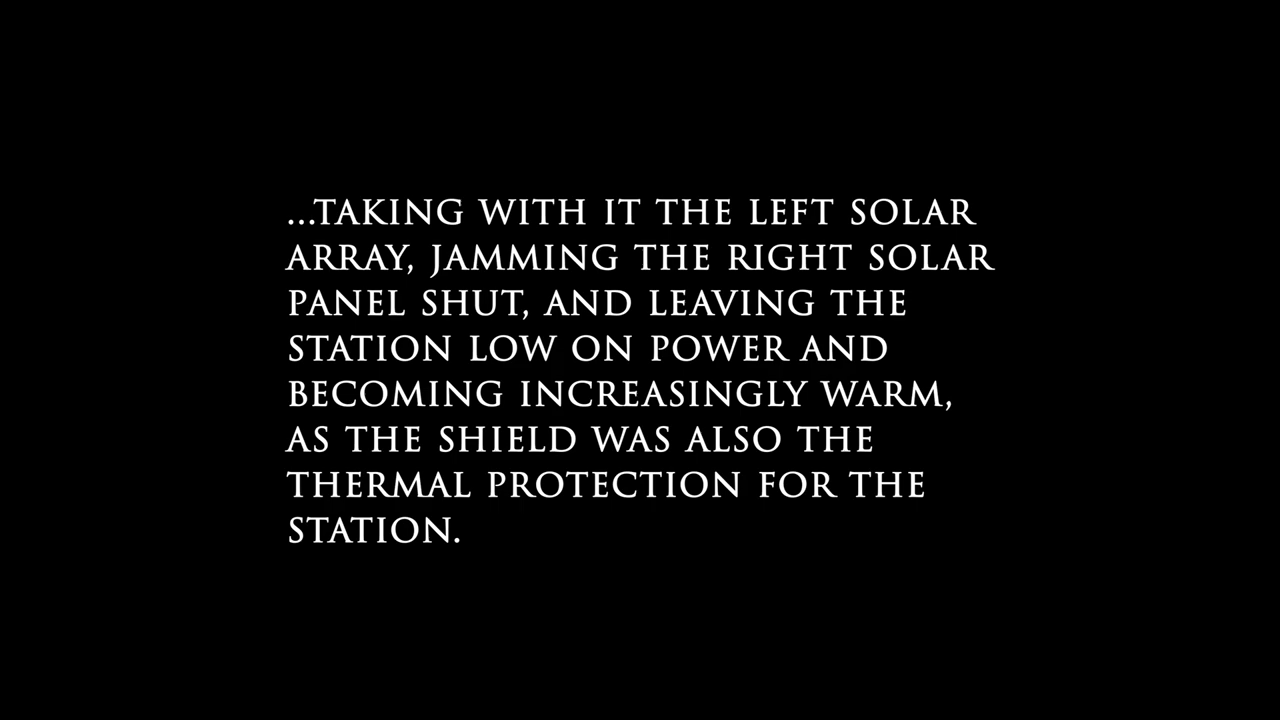 ...TAKING WITH IT THE LEFT SOLAR
ARRAY, JAMMING THE RIGHT SOLAR
PANEL SHUT, AND LEAVING THE
STATION LOW ON POWER AND
BECOMING INCREASINGLY WARM,
AS THE SHIELD WAS ALSO THE
THERMAL PROTECTION FOR THE
STATION.